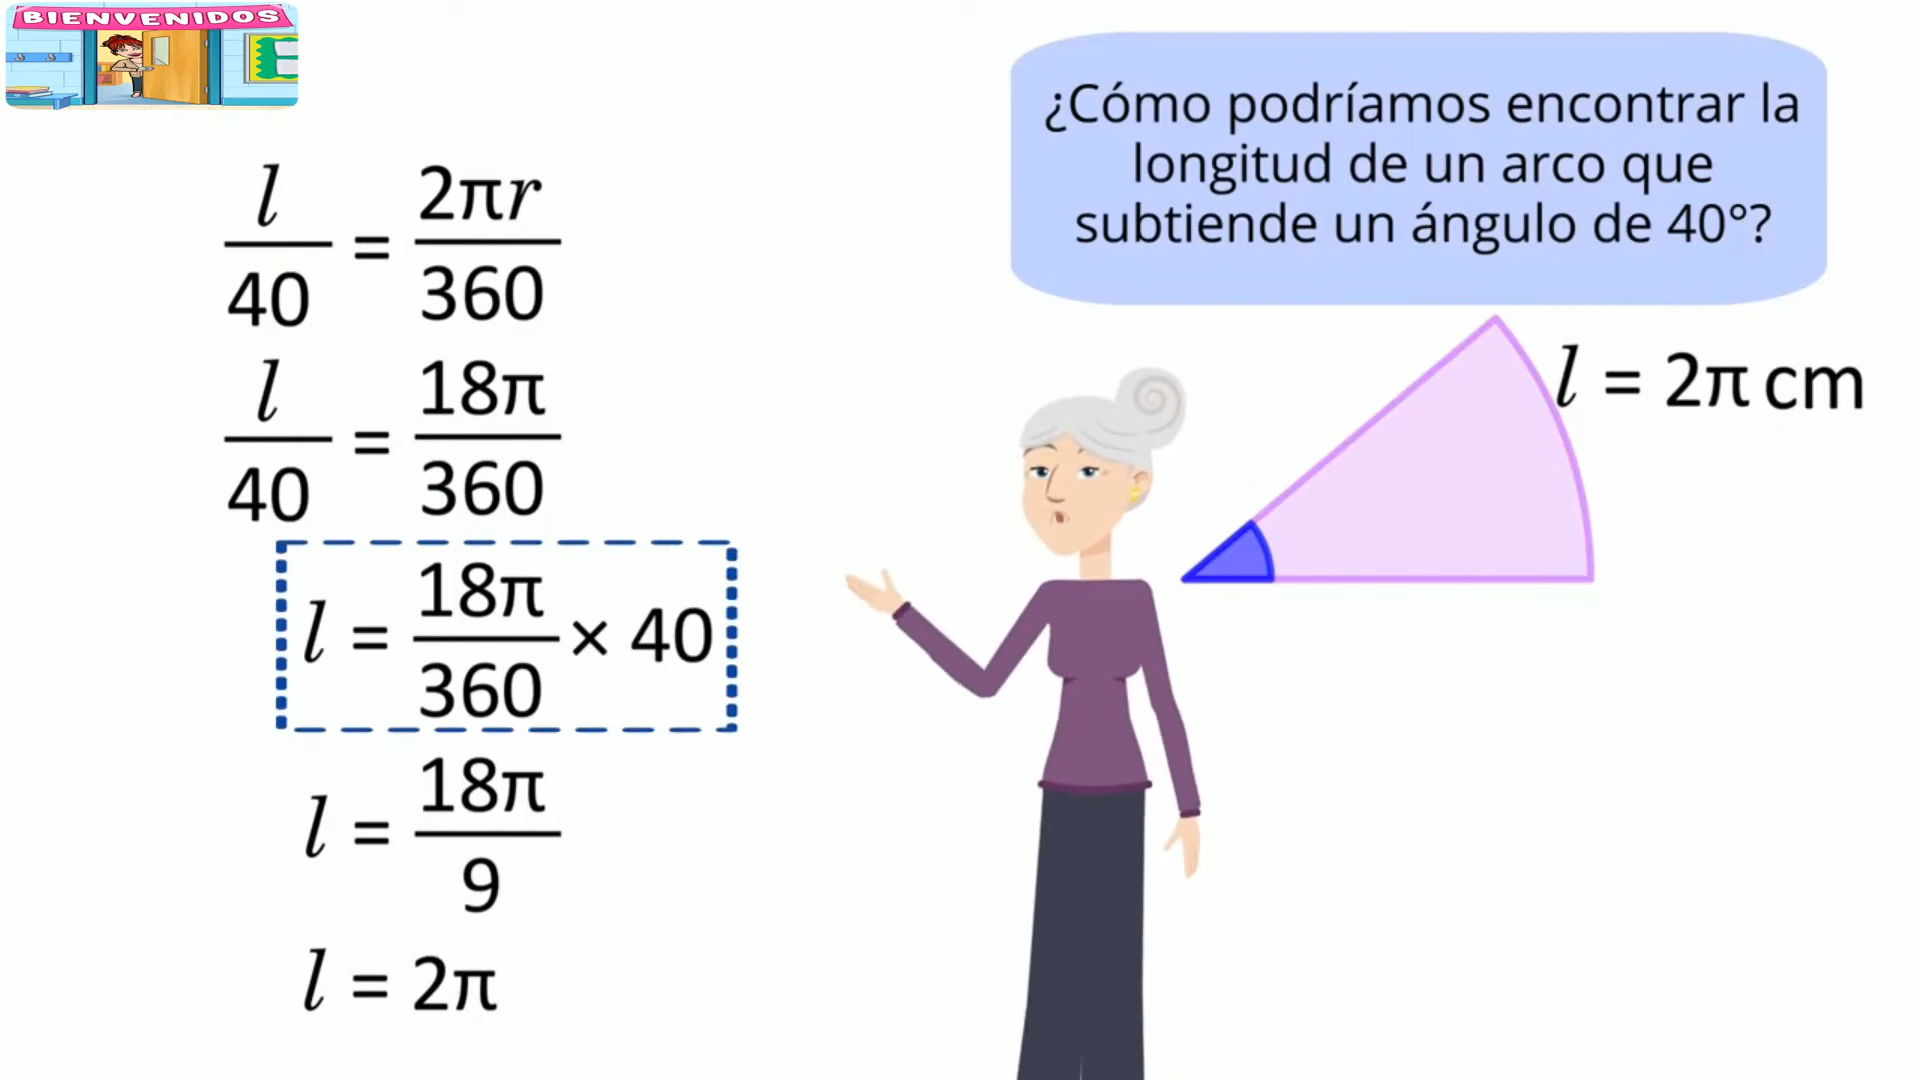 BIENVENIDOS
¿Cómo podríamos encontrar la
longitud de un arco que
subtiende un ángulo de 40°?
l/40 = 2πr/360
l/40 = 18π/360
l = 18π/360 × 40
l = 18π/9
l = 2π
l = 2π cm